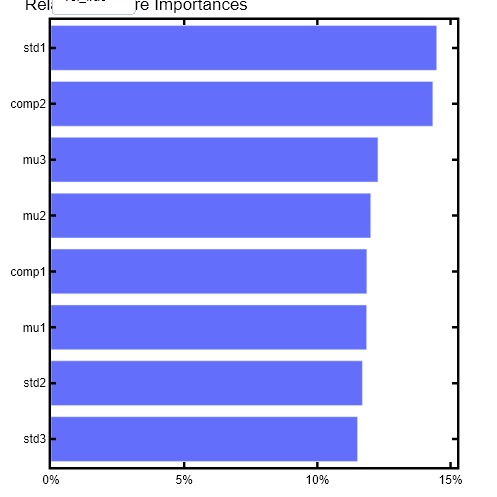 Rela re Importances
std1
comp2
mu3
mu2
comp1
mu1
std2
std3
0% 5% 10% 15%